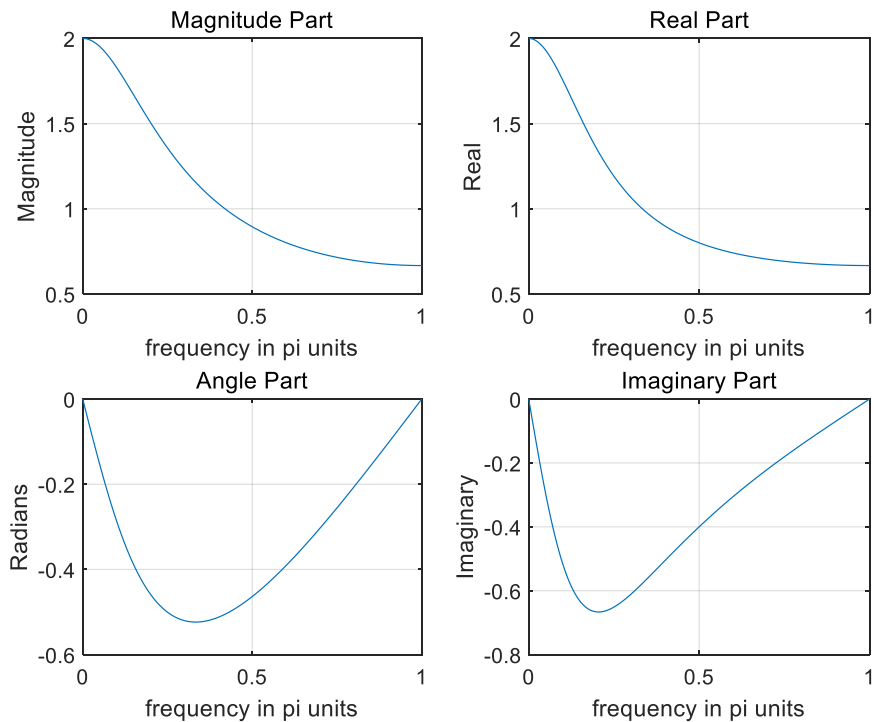 Magnitude Part
2
1.5
1
0.5
Magnitude
0 0.5 1
frequency in pi units
Real Part
2
1.5
1
0.5
Real
0 0.5 1
frequency in pi units
Angle Part
0
-0.2
-0.4
-0.6
Radians
0 0.5 1
frequency in pi units
Imaginary Part
0
-0.2
-0.4
-0.6
-0.8
Imaginary
0 0.5 1
frequency in pi units